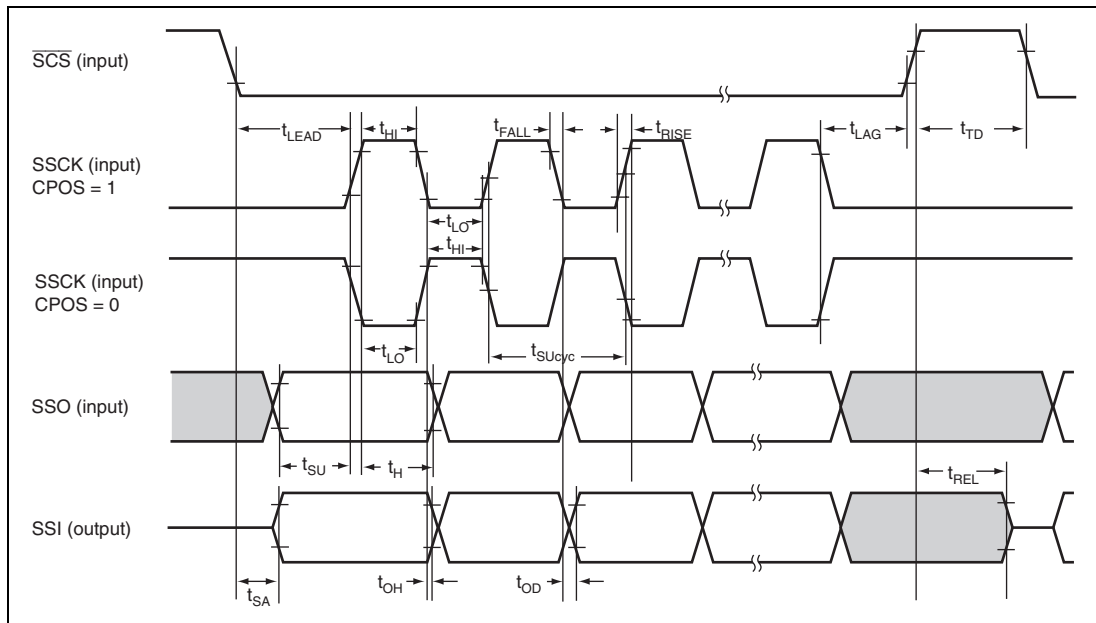 SCS (input)
tLEAD
tHI
tFALL
tRISE
tLAG
tTD
SSCK (input)
CPOS = 1
tLO
tHI
SSCK (input)
CPOS = 0
tLO
tSUcyc
SSO (input)
tSU
tH
tREL
SSI (output)
tSA
tOH
tOD